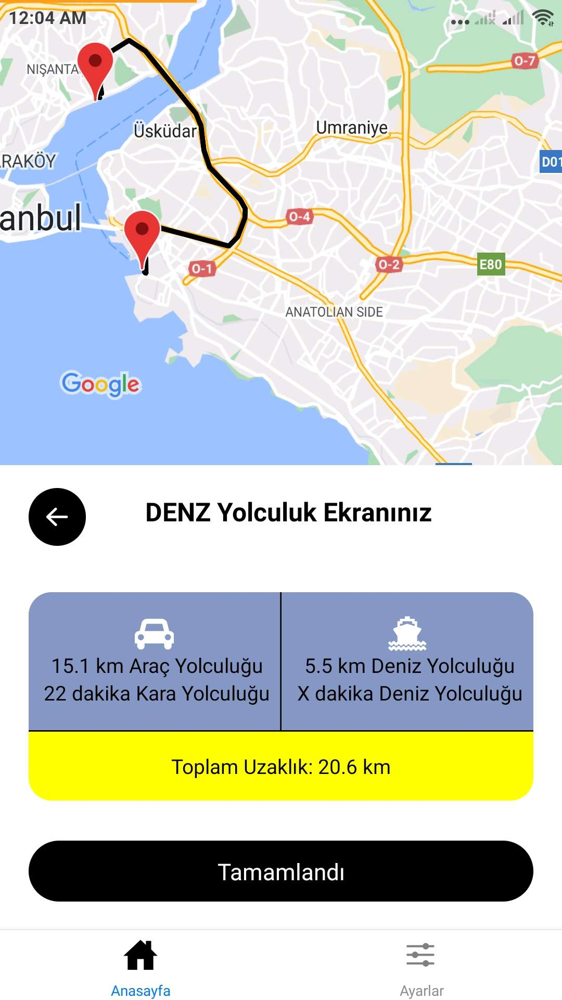 12:04 AM
NIŞANTA
O-7
Üsküdar
Umraniye
RAKÖY
D01
anbul
O-4
O-1
O-2
E80
ANATOLIAN SIDE
Google
DENZ Yolculuk Ekranınız
15.1 km Araç Yolculuğu
22 dakika Kara Yolculuğu
5.5 km Deniz Yolculuğu
X dakika Deniz Yolculuğu
Toplam Uzaklık: 20.6 km
Tamamlandı
Anasayfa
Ayarlar